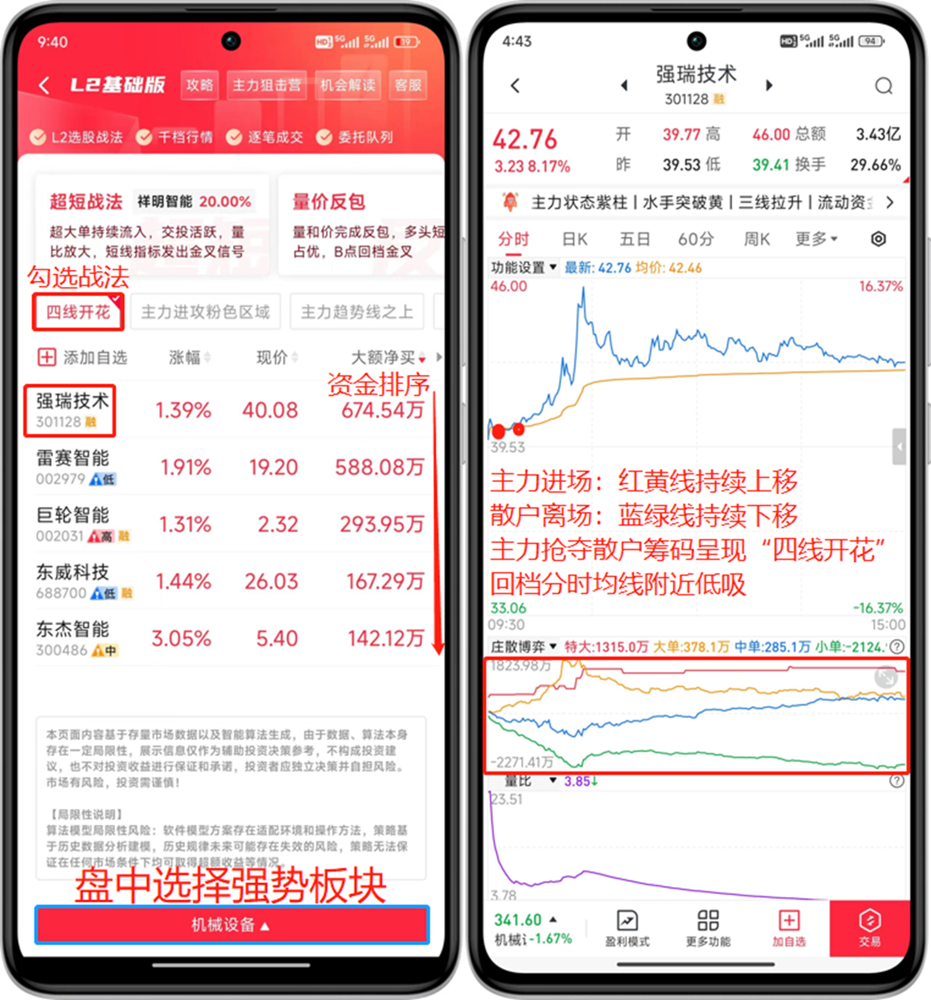 9:40
HD 5G 5G 19
L2基础版 攻略 主力狙击营 机会解读 客服
L2选股战法 千档行情 逐笔成交 委托队列
超短战法 祥明智能 20.00%
超大单持续流入，交投活跃，量
比放大，短线指标发出金叉信号
量价反包
量和价完成反包，多头短
占优，B点回档金叉
勾选战法
四线开花 主力进攻粉色区域 主力趋势线之上
添加自选 涨幅 现价 大额净买
资金排序
强瑞技术 1.39% 40.08 674.54万
301128 融
雷赛智能 1.91% 19.20 588.08万
002979 低
巨轮智能 1.31% 2.32 293.95万
002031 高 融
东威科技 1.44% 26.03 167.29万
688700 低 融
东杰智能 3.05% 5.40 142.12万
300486 中
本页面内容基于存量市场数据以及智能算法生成，由于数据、算法本身
存在一定局限性，展示信息仅作为辅助投资决策参考，不构成投资建
议，也不对投资收益进行保证和承诺，投资者应独立决策并自担风险。
市场有风险，投资需谨慎！
【局限性说明】
算法模型局限性风险：软件模型方案存在适配环境和操作方法，策略基
于历史数据分析建模，历史规律未来可能存在失效的风险，策略无法保
证在任何市场条件下均可取得超额收益等情况。
盘中选择强势板块
机械设备
4:43
HD 5G 5G 94
强瑞技术
301128 融
42.76 开 39.77 高 46.00 总额 3.43亿
3.23 8.17% 昨 39.53 低 39.41 换手 29.66%
主力状态紫柱 | 水手突破黄 | 三线拉升 | 流动资
分时 日K 五日 60分 周K 更多
功能设置 最新: 42.76 均价: 42.46
46.00 16.37%
39.53
主力进场：红黄线持续上移
散户离场：蓝绿线持续下移
主力抢夺散户筹码呈现“四线开花”
回档分时均线附近低吸
33.06 -16.37%
09:30 15:00
庄散博弈 特大:1315.0万 大单:378.1万 中单:285.1万 小单:-2124.
1823.98万
-2271.41万
量比 3.85↓
23.51
3.78
341.60
机械 -1.67%
盈利模式 更多功能 加自选 交易